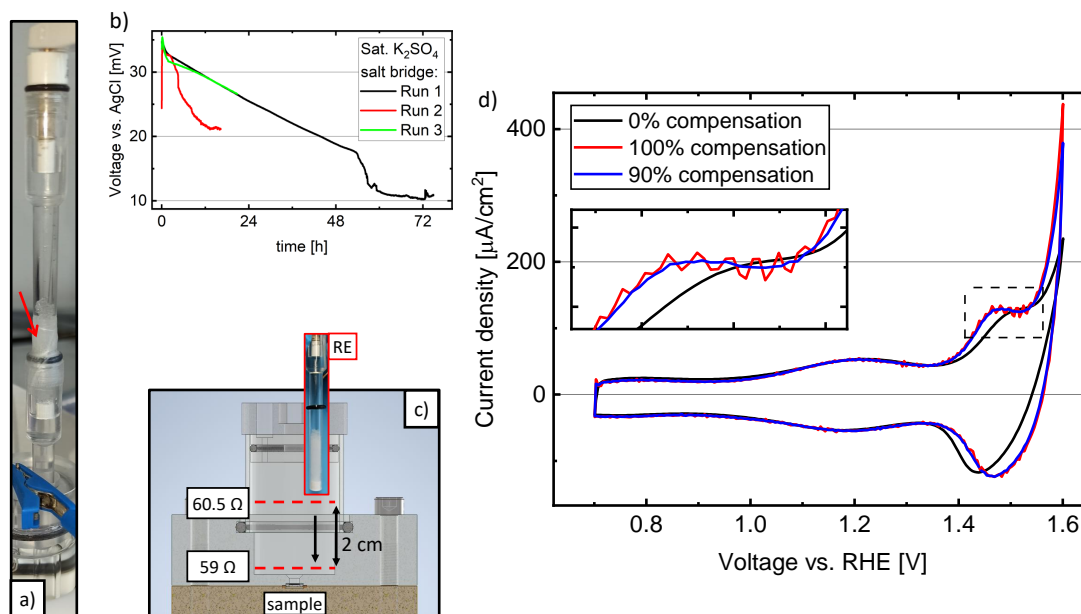 a)
b)
Voltage vs. AgCl [mV]
30
20
10
0
24
48
72
time [h]
Sat. K₂SO₄
salt bridge:
Run 1
Run 2
Run 3
c)
RE
60.5 Ω
2 cm
59 Ω
sample
d)
Current density [µA/cm²]
400
200
0
0% compensation
100% compensation
90% compensation
0.8
1.0
1.2
1.4
1.6
Voltage vs. RHE [V]